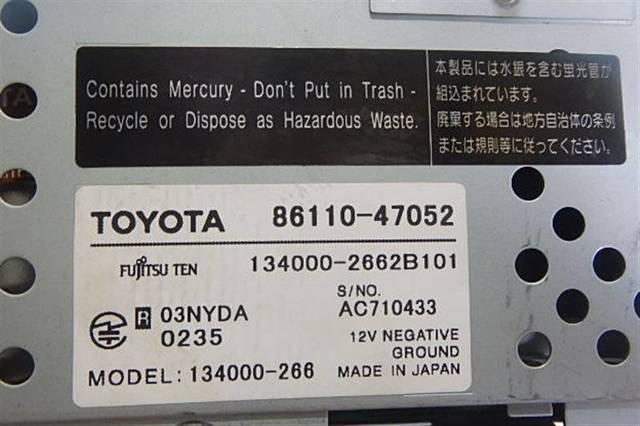 Contains Mercury - Don't Put in Trash -
Recycle or Dispose as Hazardous Waste.
本製品には水銀を含む蛍光管が
組込まれています。
廃棄する場合は地方自治体の条例
または規則等に従ってください。
TOYOTA 86110-47052
FUJITSU TEN 134000-2662B101
S/NO.
R 03NYDA AC710433
0235 12V NEGATIVE
GROUND
MODEL: 134000-266 MADE IN JAPAN